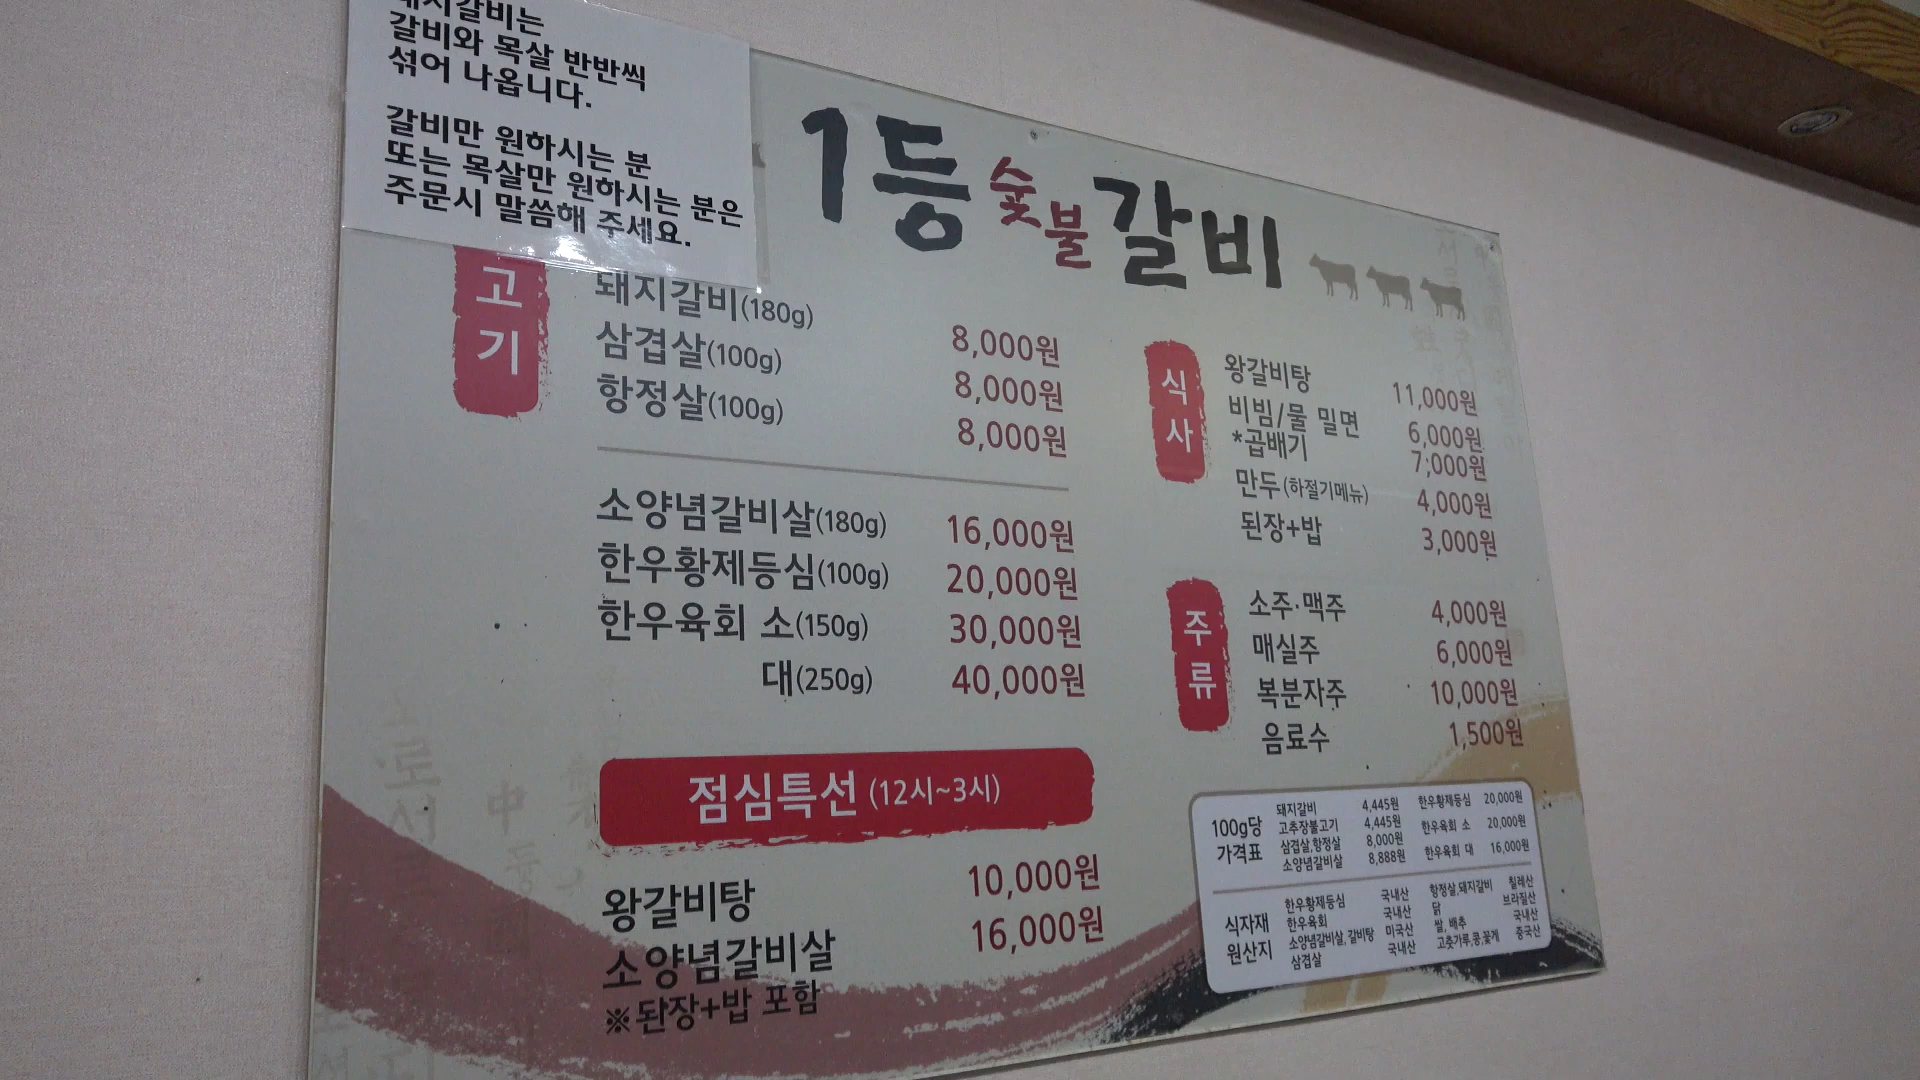 돼지갈비는
갈비와 목살 반반씩
섞어 나옵니다.
갈비만 원하시는 분
또는 목살만 원하시는 분은
주문시 말씀해 주세요.
1등 숯불 갈비
고기
돼지갈비(180g) 8,000원
삼겹살(100g) 8,000원
항정살(100g) 8,000원
소양념갈비살(180g) 16,000원
한우황제등심(100g) 20,000원
한우육회 소(150g) 30,000원
대(250g) 40,000원
점심특선 (12시~3시)
왕갈비탕 10,000원
소양념갈비살 16,000원
※된장+밥 포함
식사
왕갈비탕 11,000원
비빔/물 밀면 6,000원
*곱배기 7,000원
만두(하절기메뉴) 4,000원
된장+밥 3,000원
주류
소주·맥주 4,000원
매실주 6,000원
복분자주 10,000원
음료수 1,500원
100g당 가격표
돼지갈비 4,445원 한우황제등심 20,000원
고추장불고기 4,445원 한우육회 소 20,000원
삼겹살,항정살 8,000원 한우육회 대 16,000원
소양념갈비살 8,888원
식자재 원산지
한우황제등심 국내산 항정살,돼지갈비 칠레산
한우육회 국내산 닭 브라질산
소양념갈비살,갈비탕 미국산 쌀, 배추 국내산
삼겹살 국내산 고춧가루,콩,꽃게 중국산